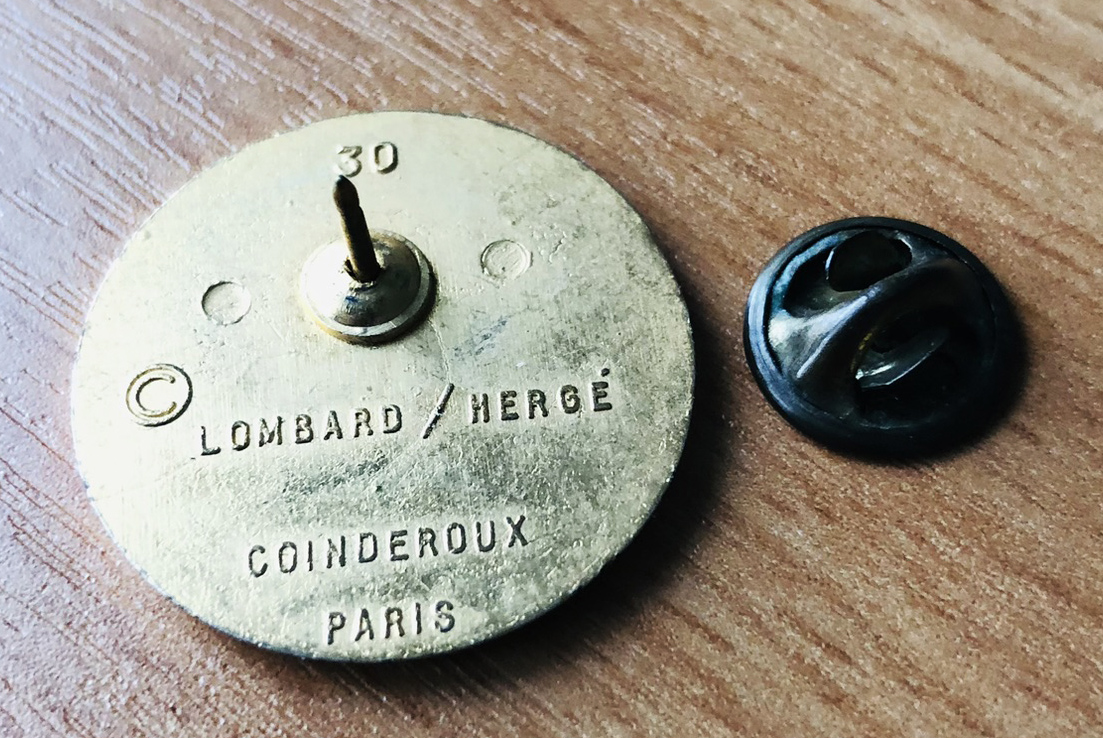 30
© LOMBARD / HERGÉ
COINDEROUX
PARIS